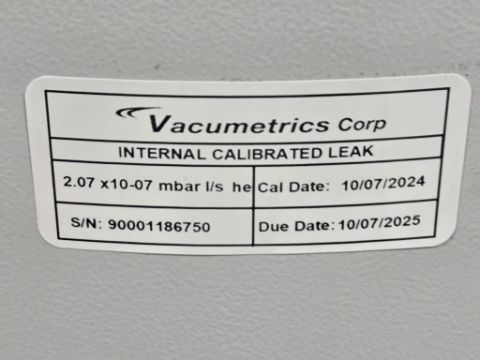 Vacumetrics Corp
INTERNAL CALIBRATED LEAK
2.07 x10-07 mbar l/s he Cal Date: 10/07/2024
S/N: 90001186750 Due Date: 10/07/2025